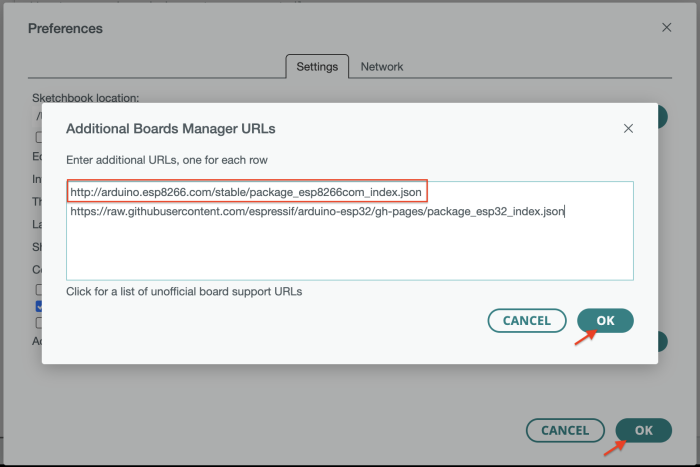 Preferences
Settings
Network
Sketchbook location:
Additional Boards Manager URLs
Enter additional URLs, one for each row
http://arduino.esp8266.com/stable/package_esp8266com_index.json
https://raw.githubusercontent.com/espressif/arduino-esp32/gh-pages/package_esp32_index.json
Click for a list of unofficial board support URLs
CANCEL
OK
CANCEL
OK